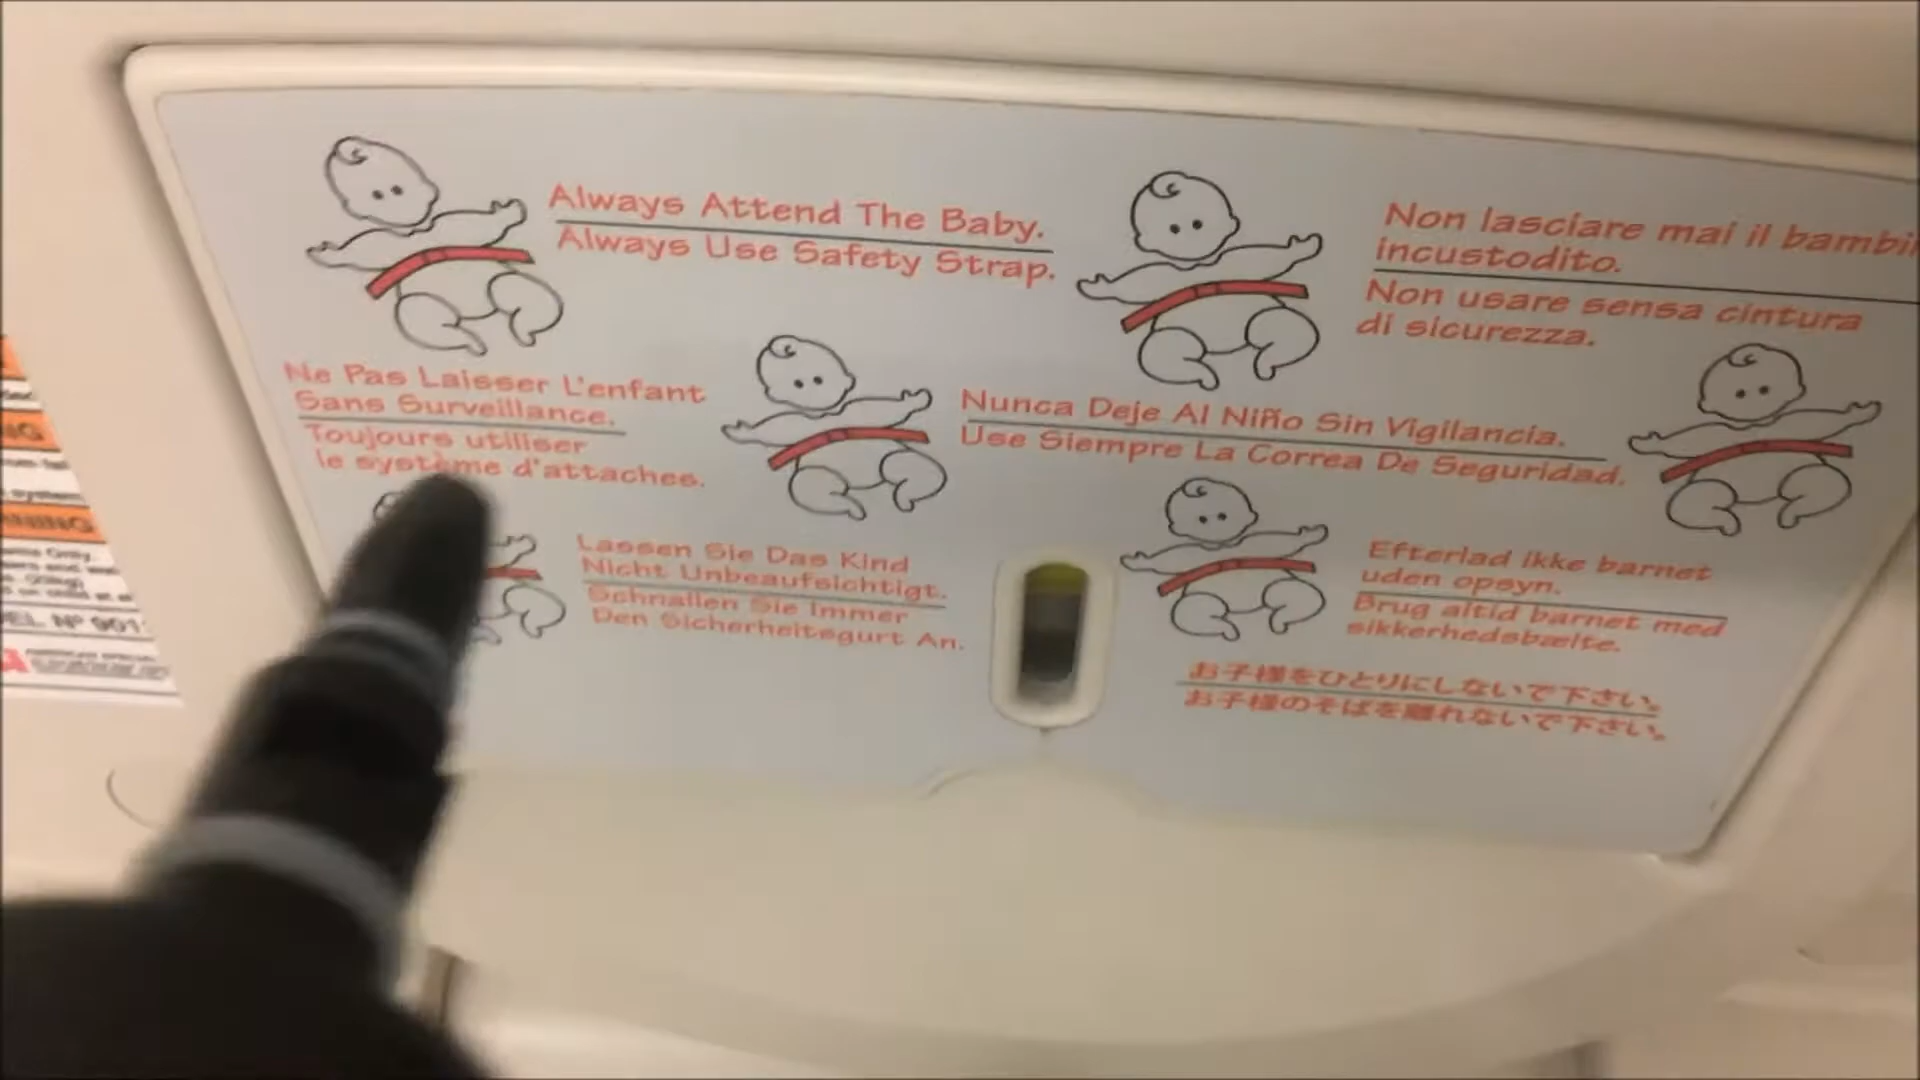 Always Attend The Baby.
Always Use Safety Strap.
Non lasciare mai il
incustodito.
Non usare sensa cintura
di sicurezza.
Ne Pas Laisser L'enfant
Sans Surveillance.
Toujours utiliser
le système d'attaches.
Nunca Deje Al Niño Sin Vigilancia.
Use Siempre La Correa De Seguridad.
Lassen Sie Das Kind
Nicht Unbeaufsichtigt.
Schnallen Sie Immer
Den Sicherheitsgurt An.
Efterlad ikke barnet
uden opsyn.
Brug altid barnet med
sikkerhedsbælte.
お子様をひとりにしないで下さい。
お子様のそばを離れないで下さい。